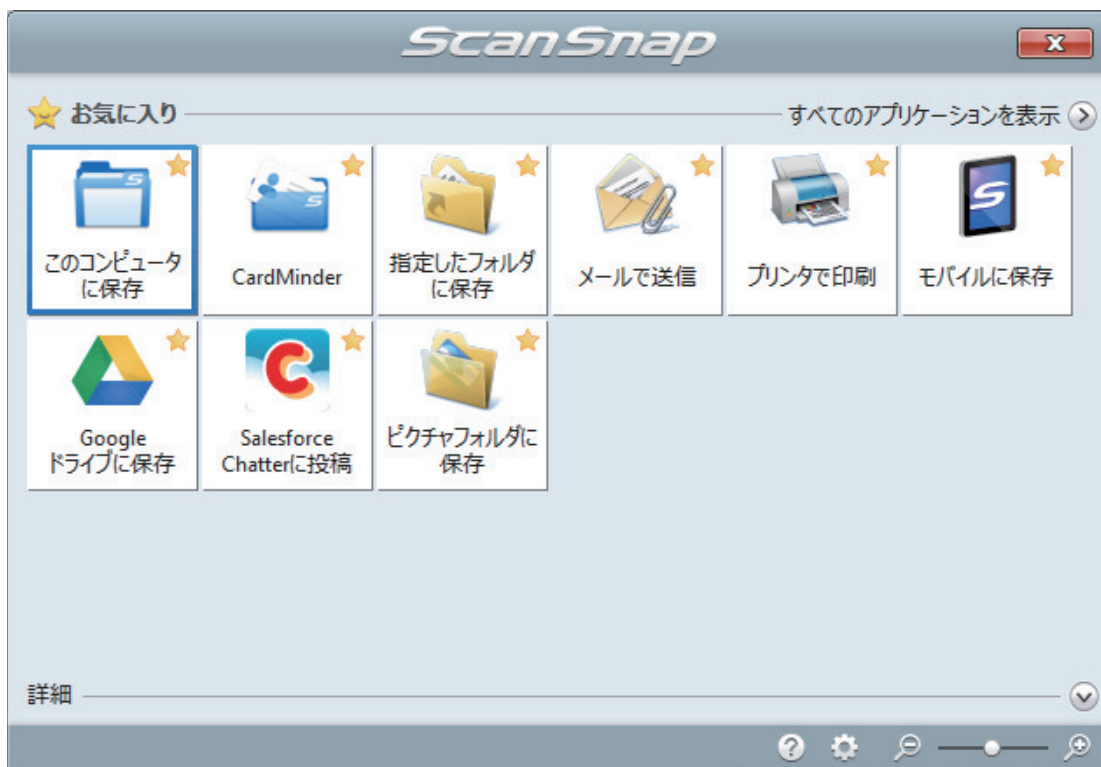 ScanSnap
お気に入り
すべてのアプリケーションを表示
このコンピュータ
に保存
CardMinder
指定したフォルダ
に保存
メールで送信
プリンタで印刷
モバイルに保存
Google
ドライブに保存
Salesforce
Chatterに投稿
ピクチャフォルダに
保存
詳細